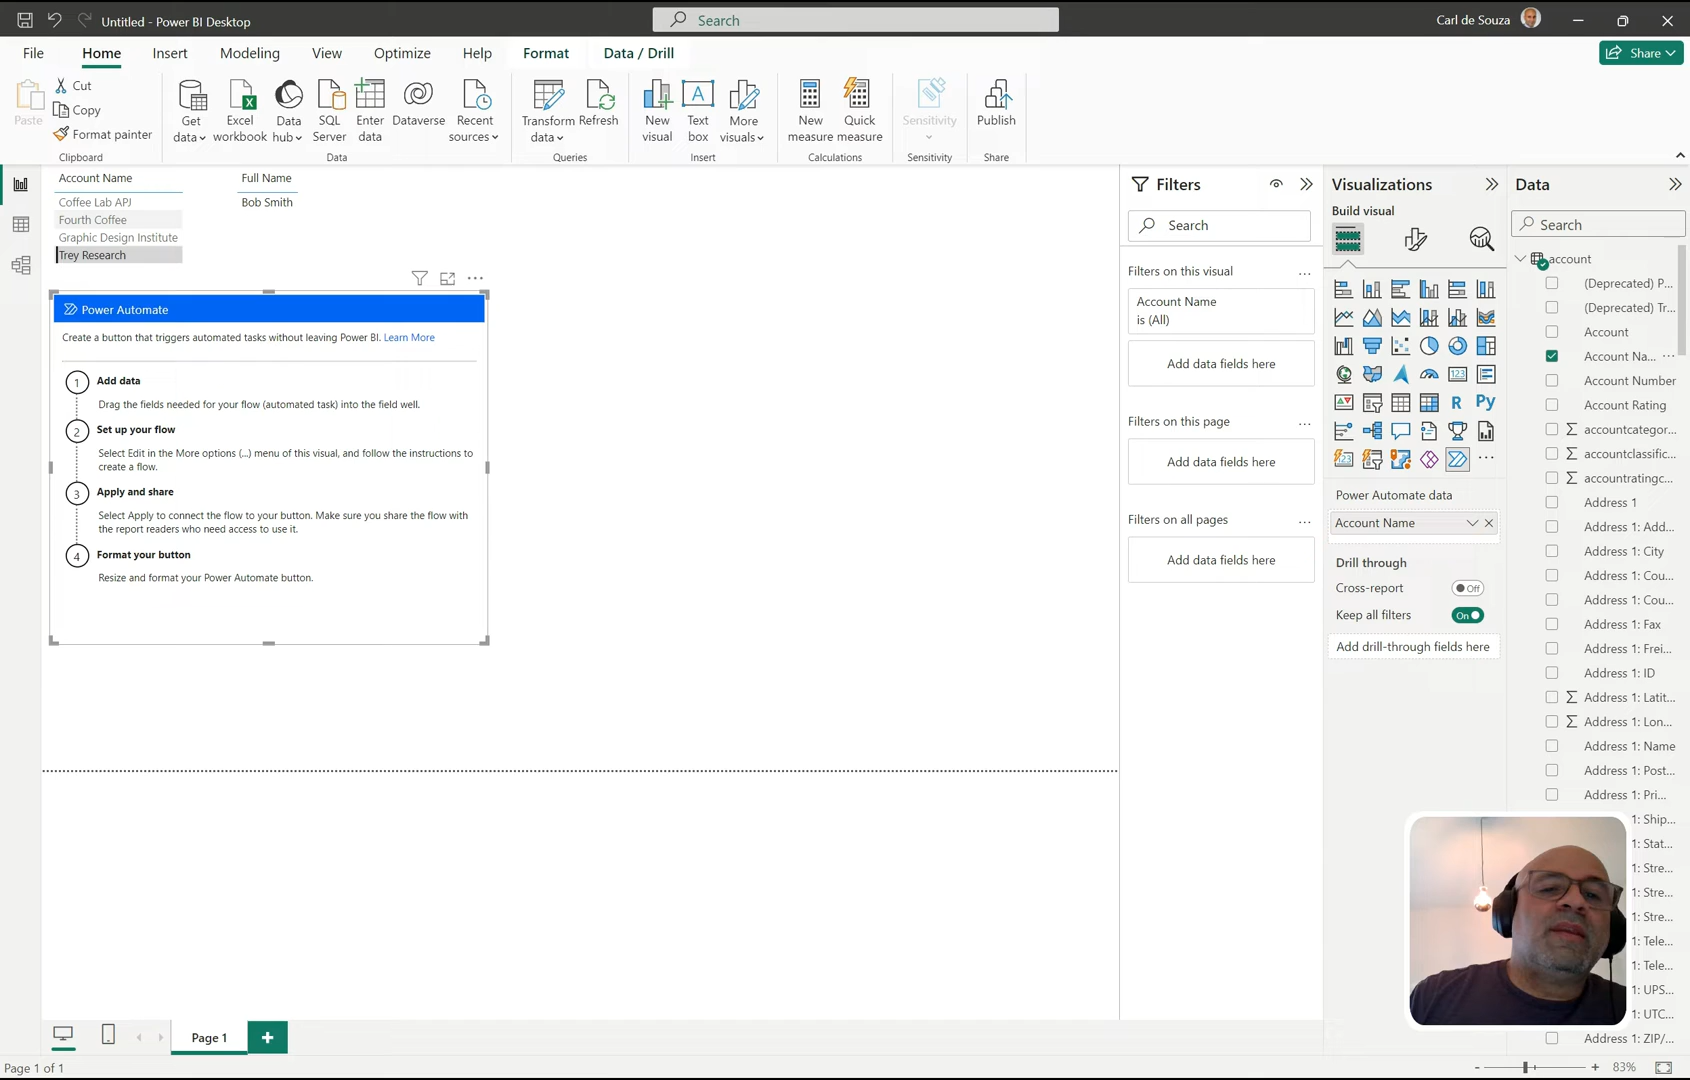 Untitled - Power BI Desktop
Search
Carl de Souza
File
Home
Insert
Modeling
View
Optimize
Help
Format
Data / Drill
Share
Paste
Cut
Copy
Format painter
Clipboard
Get
data
Excel
workbook
Data
hub
SQL
Server
Enter
data
Dataverse
Recent
sources
Data
Transform
data
Refresh
Queries
New
visual
A
Text
box
More
visuals
Insert
New
measure
Quick
measure
Calculations
Sensitivity
Sensitivity
Publish
Share
Account Name
Coffee Lab APJ
Fourth Coffee
Graphic Design Institute
Trey Research
Full Name
Bob Smith
Power Automate
Create a button that triggers automated tasks without leaving Power BI. Learn More
1 Add data
Drag the fields needed for your flow (automated task) into the field well.
2 Set up your flow
Select Edit in the More options (...) menu of this visual, and follow the instructions to
create a flow.
3 Apply and share
Select Apply to connect the flow to your button. Make sure you share the flow with
the report readers who need access to use it.
4 Format your button
Resize and format your Power Automate button.
Filters
Search
Filters on this visual ...
Account Name
is (All)
Add data fields here
Filters on this page ...
Add data fields here
Filters on all pages ...
Add data fields here
Visualizations
Build visual
123
R
Py
123
...
Power Automate data
Account Name
Drill through
Cross-report
Off
Keep all filters
On
Add drill-through fields here
Data
Search
account
(Deprecated) P...
(Deprecated) Tr...
Account
Account Na... ...
Account Number
Account Rating
∑ accountcategor...
∑ accountclassific...
∑ accountratingc...
Address 1
Address 1: Add...
Address 1: City
Address 1: Cou...
Address 1: Cou...
Address 1: Fax
Address 1: Frei...
Address 1: ID
∑ Address 1: Latit...
∑ Address 1: Lon...
Address 1: Name
Address 1: Post...
Address 1: Pri...
1: Ship...
1: Stat...
1: Stre...
1: Stre...
1: Stre...
1: Tele...
1: Tele...
1: UPS...
1: UTC...
Address 1: ZIP/...
Page 1
+
Page 1 of 1
- + 83%